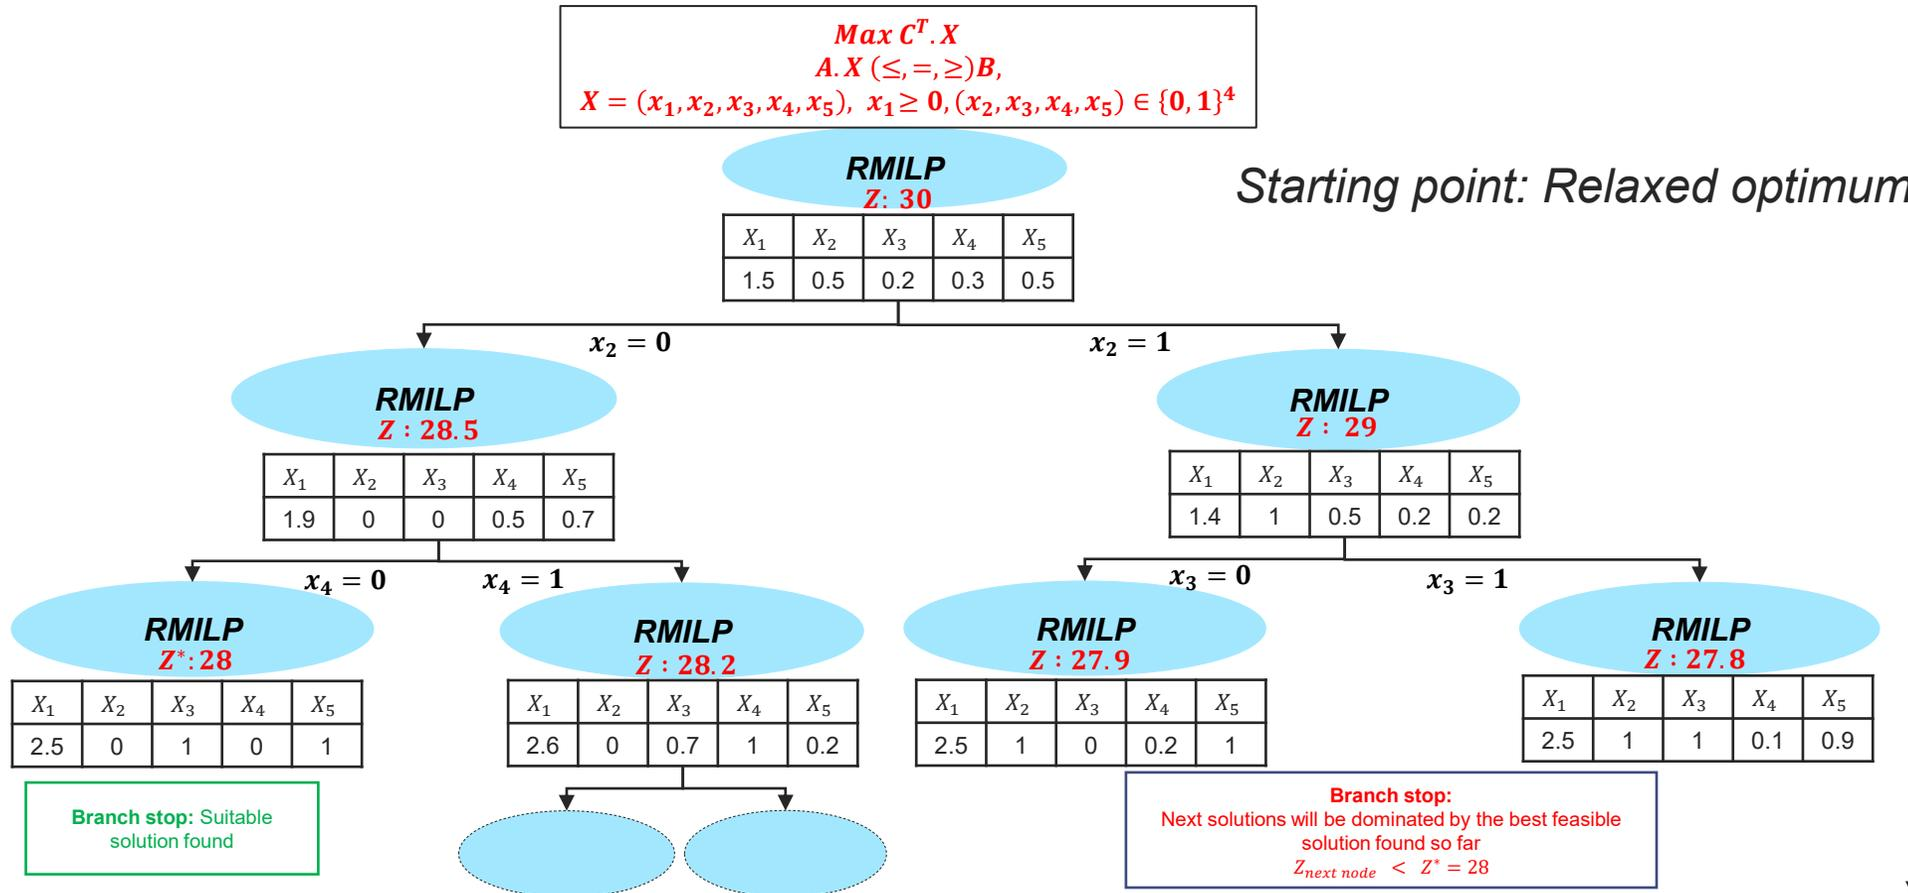 Max C^T. X
A. X (≤, =, ≥)B,
X = (x₁, x₂, x₃, x₄, x₅), x₁ ≥ 0, (x₂, x₃, x₄, x₅) ∈ {0, 1}⁴
RMILP
Z: 30
Starting point: Relaxed optimum
X₁ X₂ X₃ X₄ X₅
1.5 0.5 0.2 0.3 0.5
x₂ = 0
x₂ = 1
RMILP
Z : 28.5
X₁ X₂ X₃ X₄ X₅
1.9 0 0 0.5 0.7
RMILP
Z : 29
X₁ X₂ X₃ X₄ X₅
1.4 1 0.5 0.2 0.2
x₄ = 0
x₄ = 1
x₃ = 0
x₃ = 1
RMILP
Z*: 28
X₁ X₂ X₃ X₄ X₅
2.5 0 1 0 1
RMILP
Z : 28.2
X₁ X₂ X₃ X₄ X₅
2.6 0 0.7 1 0.2
RMILP
Z : 27.9
X₁ X₂ X₃ X₄ X₅
2.5 1 0 0.2 1
RMILP
Z : 27.8
X₁ X₂ X₃ X₄ X₅
2.5 1 1 0.1 0.9
Branch stop: Suitable
solution found
Branch stop:
Next solutions will be dominated by the best feasible
solution found so far
Z_next node < Z* = 28